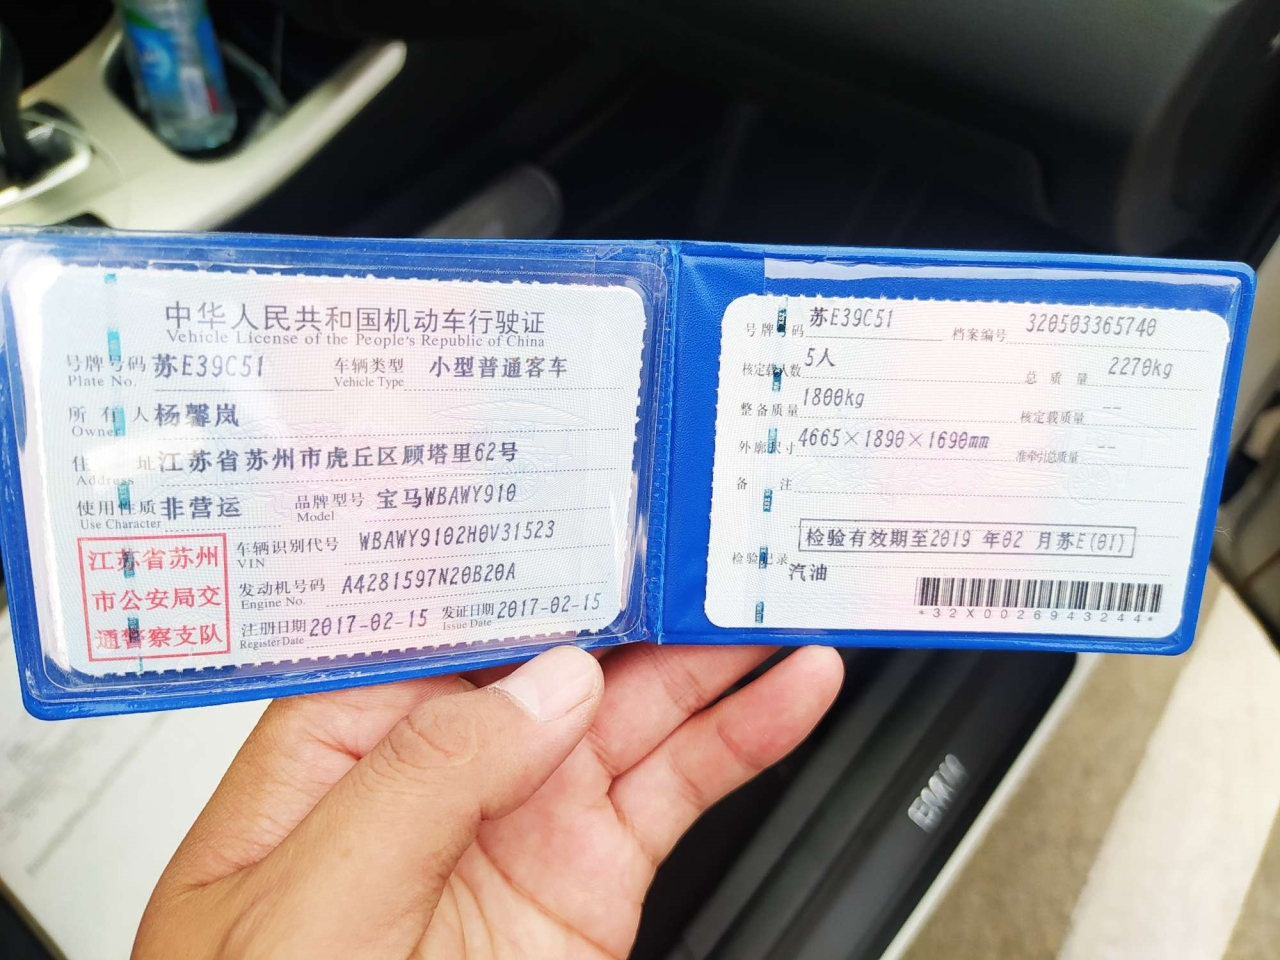 中华人民共和国机动车行驶证
Vehicle License of the People's Republic of China
号牌号码 苏E39C51 车辆类型 小型普通客车
Plate No. Vehicle Type
所有人 杨馨岚
Owner
住址 江苏省苏州市虎丘区顾塔里62号
Address
使用性质 非营运 品牌型号 宝马WBAWY910
Use Character Model
江苏省苏州
市公安局交
通警察支队
车辆识别代号 WBAWY9102H0V31523
VIN
发动机号码 A4281597N20B20A
Engine No.
注册日期 2017-02-15 发证日期 2017-02-15
Register Date Issue Date
号牌号码 苏E39C51 档案编号 320503365740
核定载人数 5人 总质量 2270kg
整备质量 1800kg 核定载质量 --
外廓尺寸 4665×1890×1690mm 准牵引总质量 --
备注
检验有效期至2019 年02 月苏E(01)
检验记录
汽油
*32X0026943244*
BMW